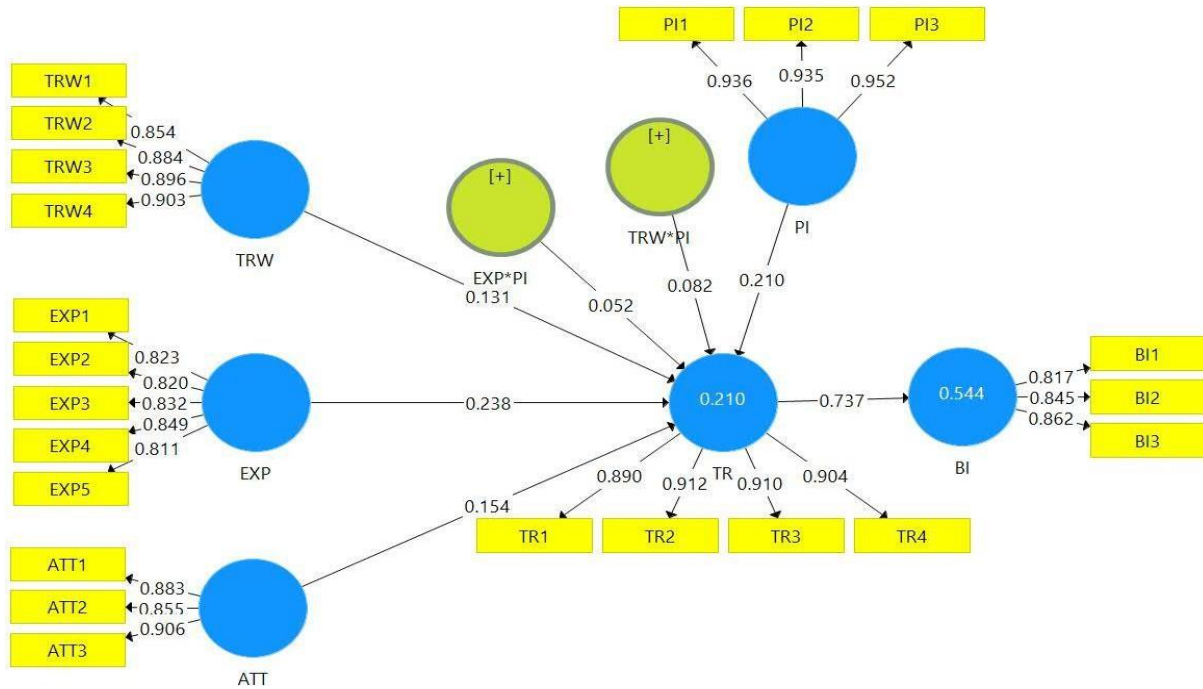 PI1
PI2
PI3
0.936
0.935
0.952
TRW1
TRW2
TRW3
TRW4
0.854
0.884
0.896
0.903
TRW
[+]
EXP*PI
[+]
TRW*PI
PI
0.131
0.052
0.082
0.210
EXP1
EXP2
EXP3
EXP4
EXP5
0.823
0.820
0.832
0.849
0.811
EXP
0.238
0.210
TR
0.737
0.544
BI
0.817
0.845
0.862
BI1
BI2
BI3
0.154
0.890
0.912
0.910
0.904
TR1
TR2
TR3
TR4
ATT1
ATT2
ATT3
0.883
0.855
0.906
ATT